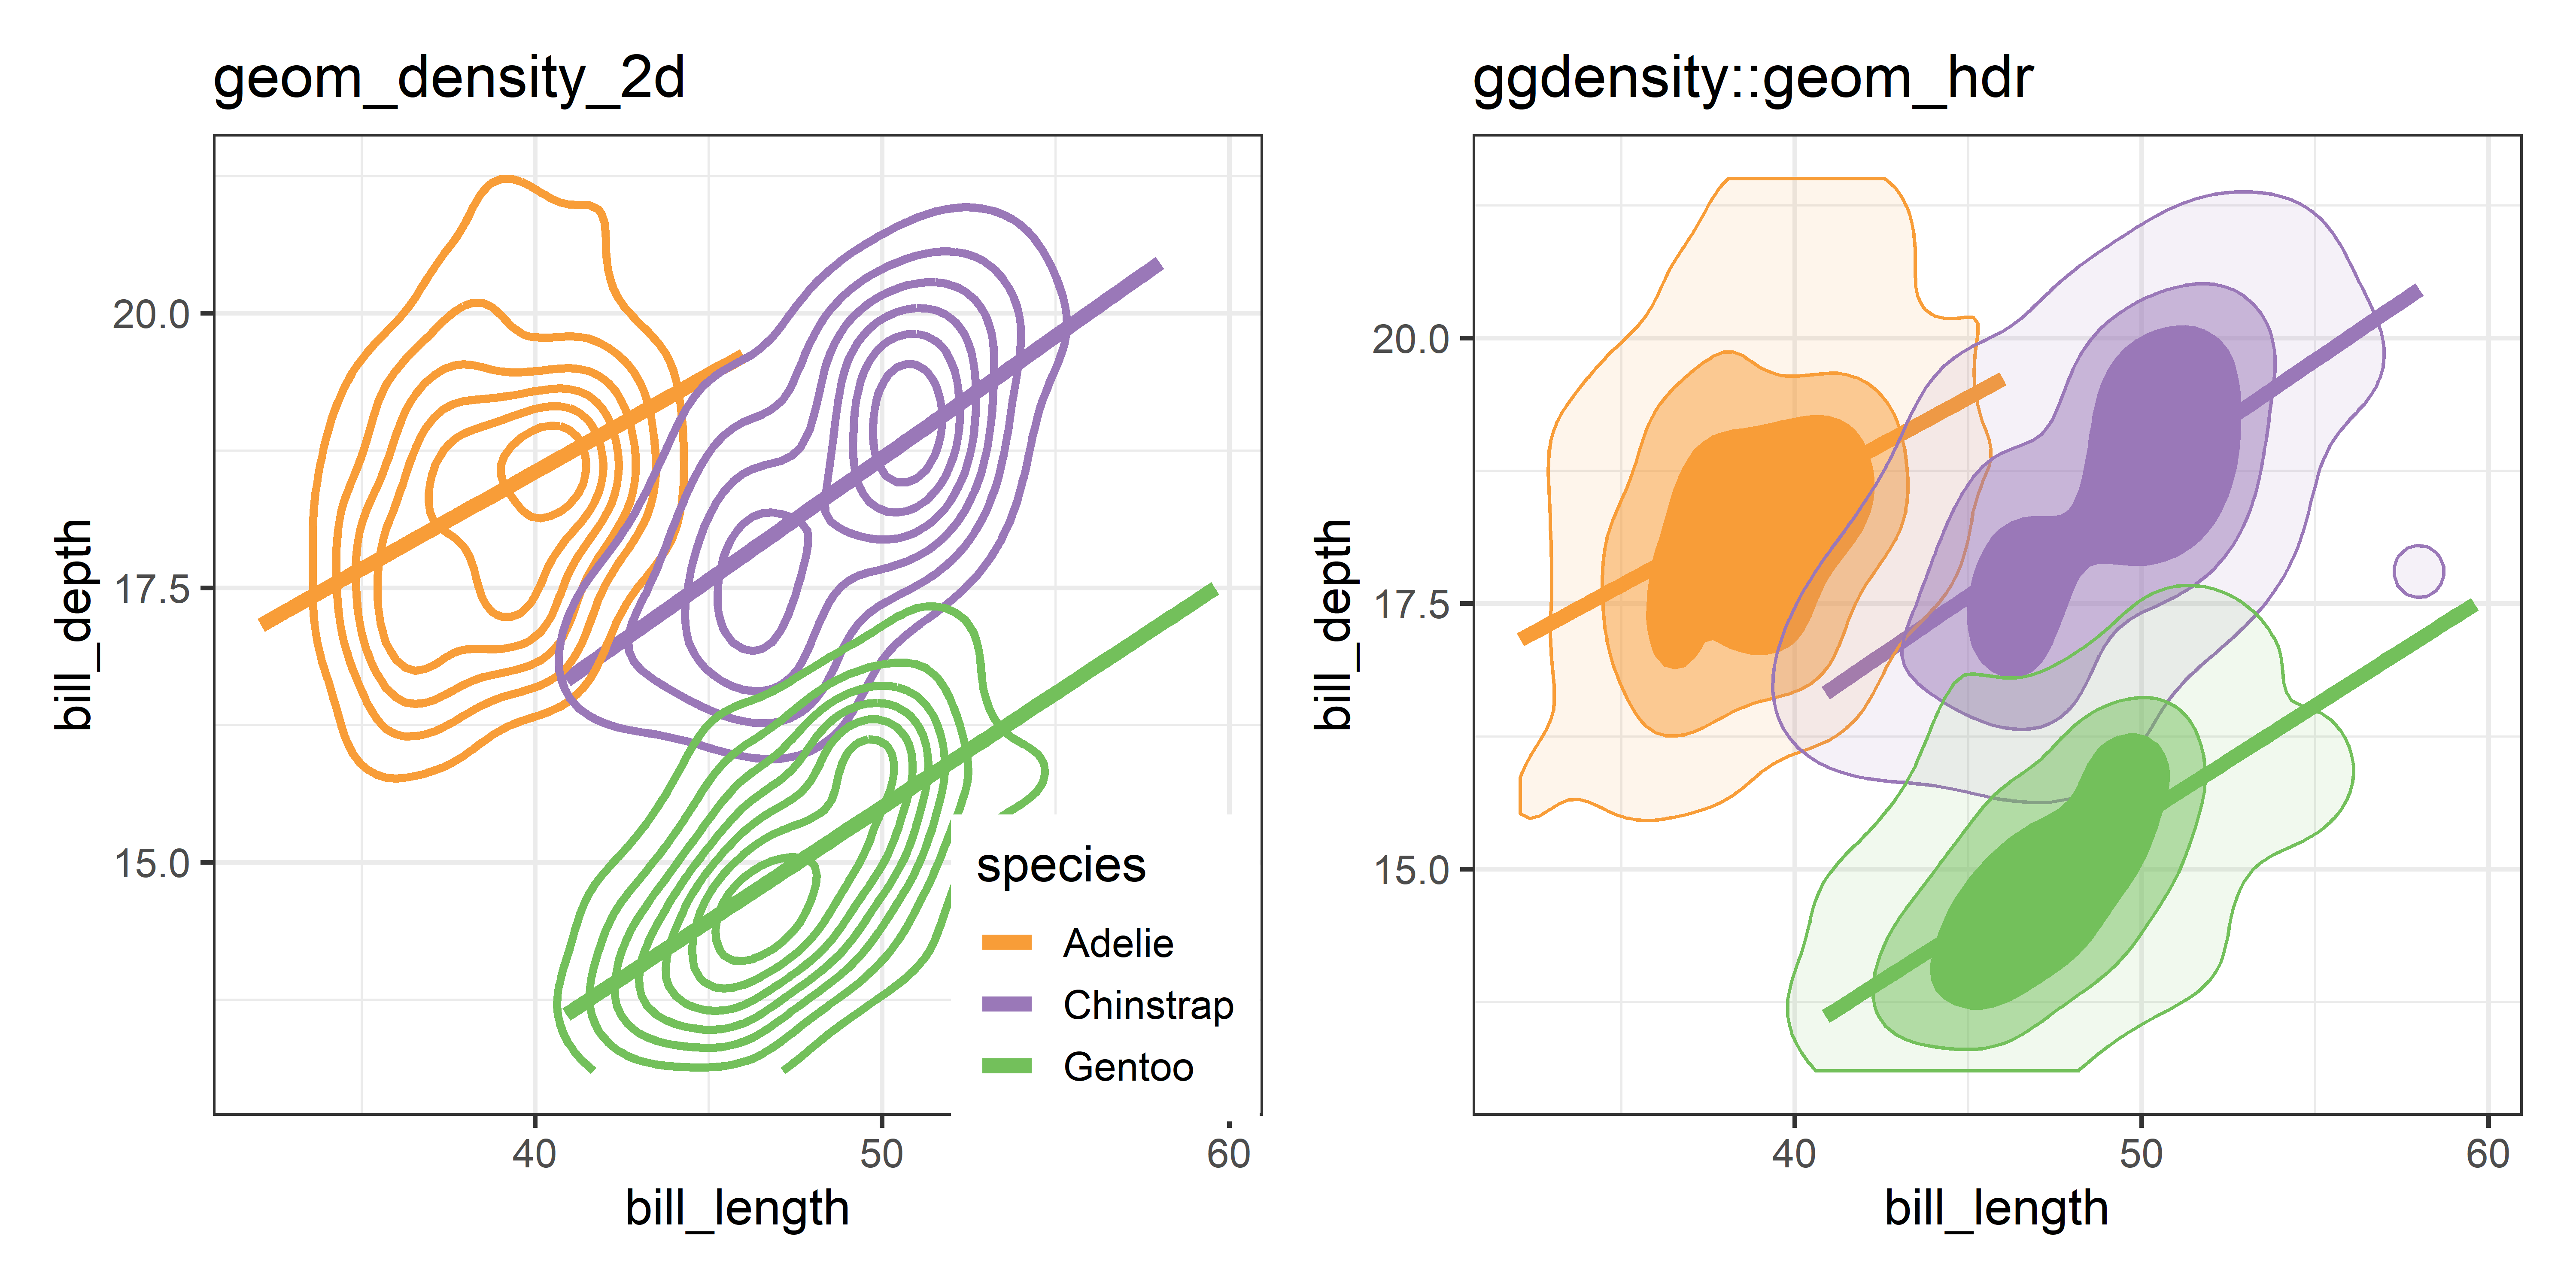 geom_density_2d
20.0
17.5
15.0
bill_depth
species
Adelie
Chinstrap
Gentoo
40 50 60
bill_length
ggdensity::geom_hdr
20.0
17.5
15.0
bill_depth
40 50 60
bill_length